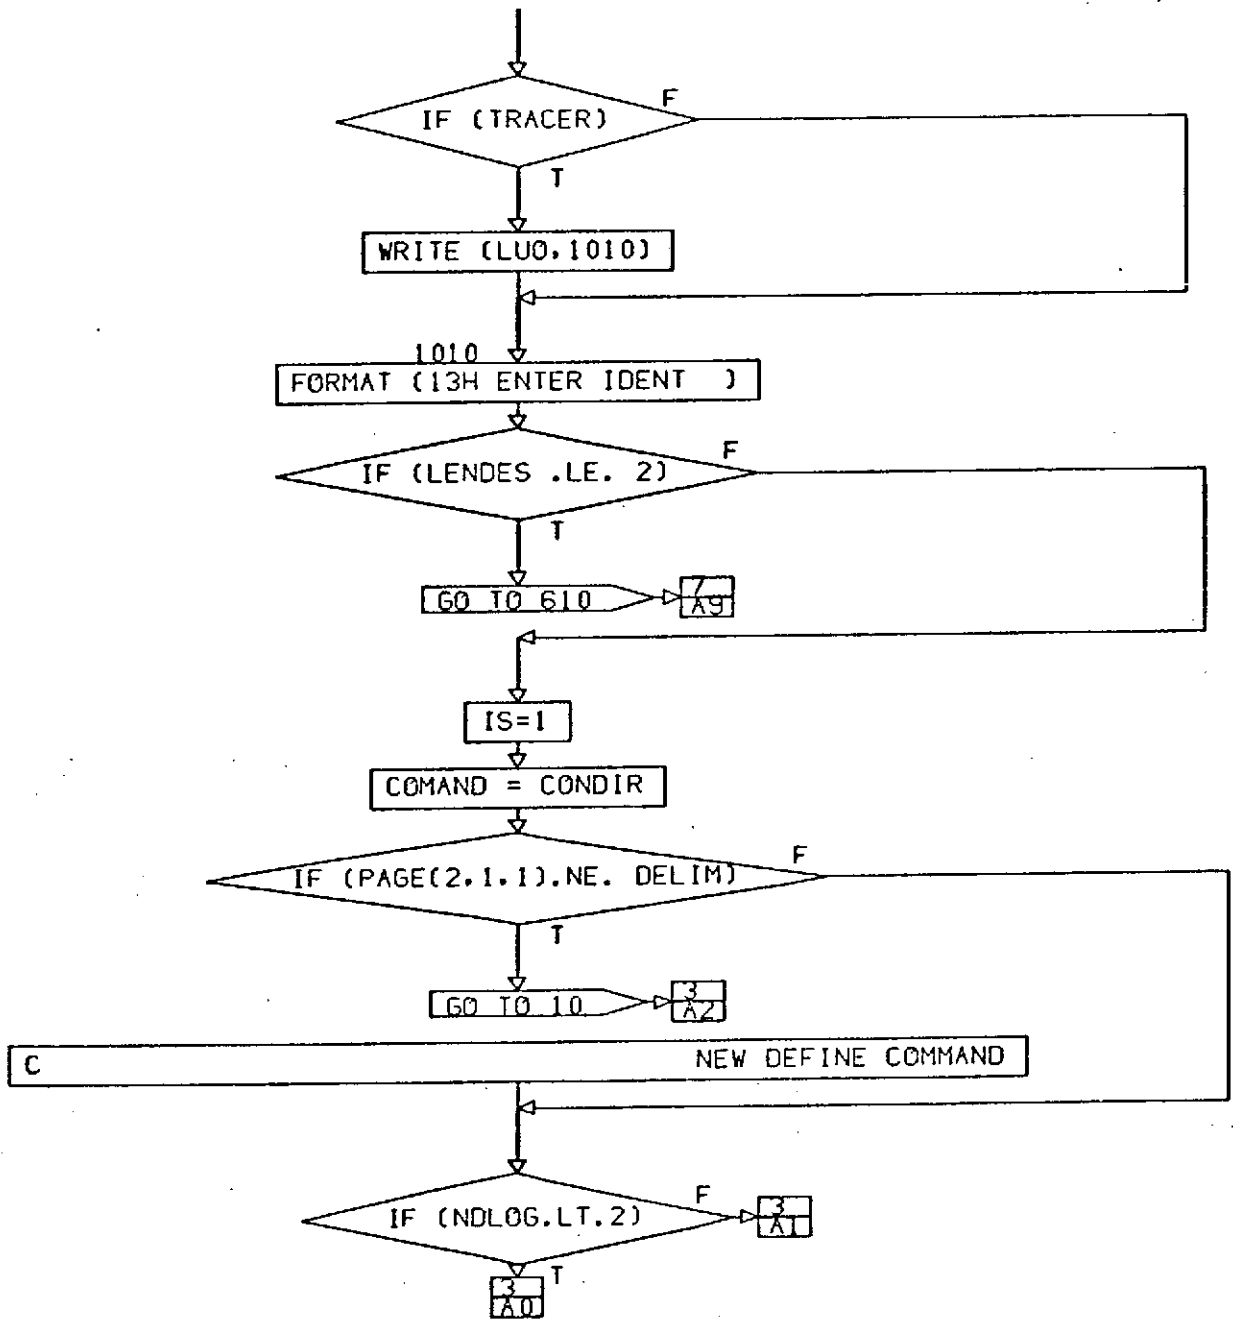 F
IF (TRACER)
T
WRITE (LUO,1010)
1010
FORMAT (13H ENTER IDENT  )
F
IF (LENDES .LE. 2)
T
GO TO 610
7
A9
IS=1
COMAND = CONDIR
F
IF (PAGE(2,1,1).NE. DELIM)
T
GO TO 10
3
A2
C NEW DEFINE COMMAND
F
IF (NDLOG.LT.2)
3
A1
T
3
A0